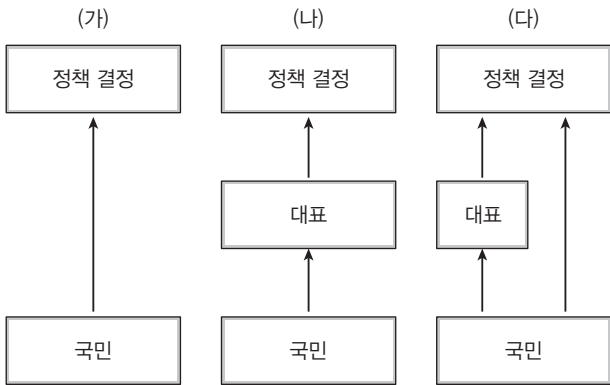 (가) (나) (다)
정책 결정 정책 결정 정책 결정
대표 대표
국민 국민 국민